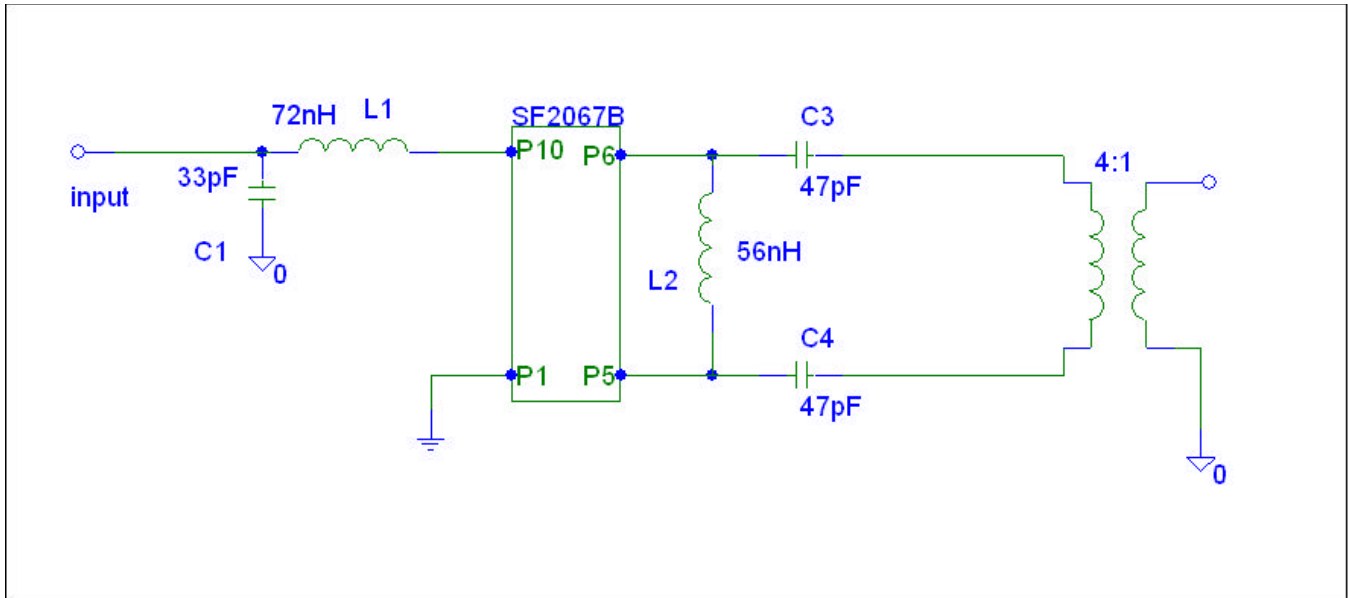 72nH L1
SF2067B
C3
P10
P6
4:1
33pF
47pF
input
C1
0
L2
56nH
C4
P1
P5
47pF
0